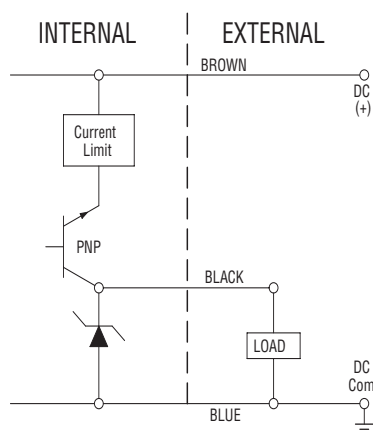 INTERNAL
EXTERNAL
BROWN
DC
(+)
Current
Limit
PNP
BLACK
LOAD
DC
Com
BLUE